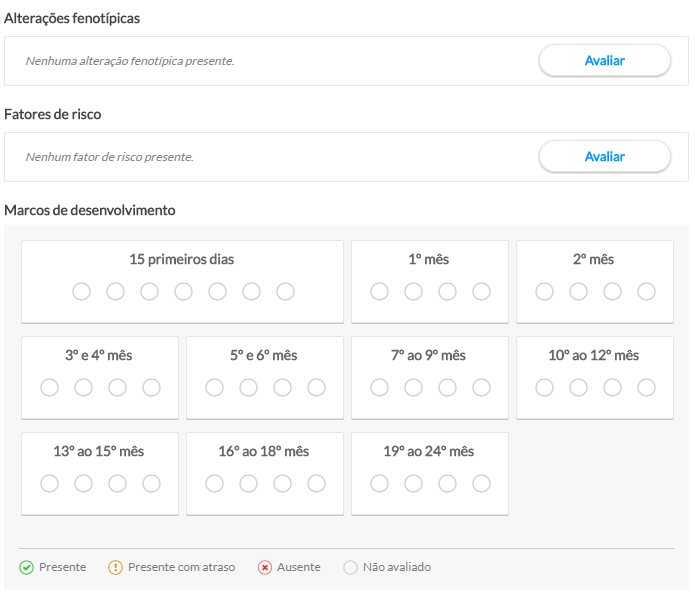 Alterações fenotípicas
Nenhuma alteração fenotípica presente.
Avaliar
Fatores de risco
Nenhum fator de risco presente.
Avaliar
Marcos de desenvolvimento
15 primeiros dias
1º mês
2º mês
3º e 4º mês
5º e 6º mês
7º ao 9º mês
10º ao 12º mês
13º ao 15º mês
16º ao 18º mês
19º ao 24º mês
Presente
Presente com atraso
Ausente
Não avaliado